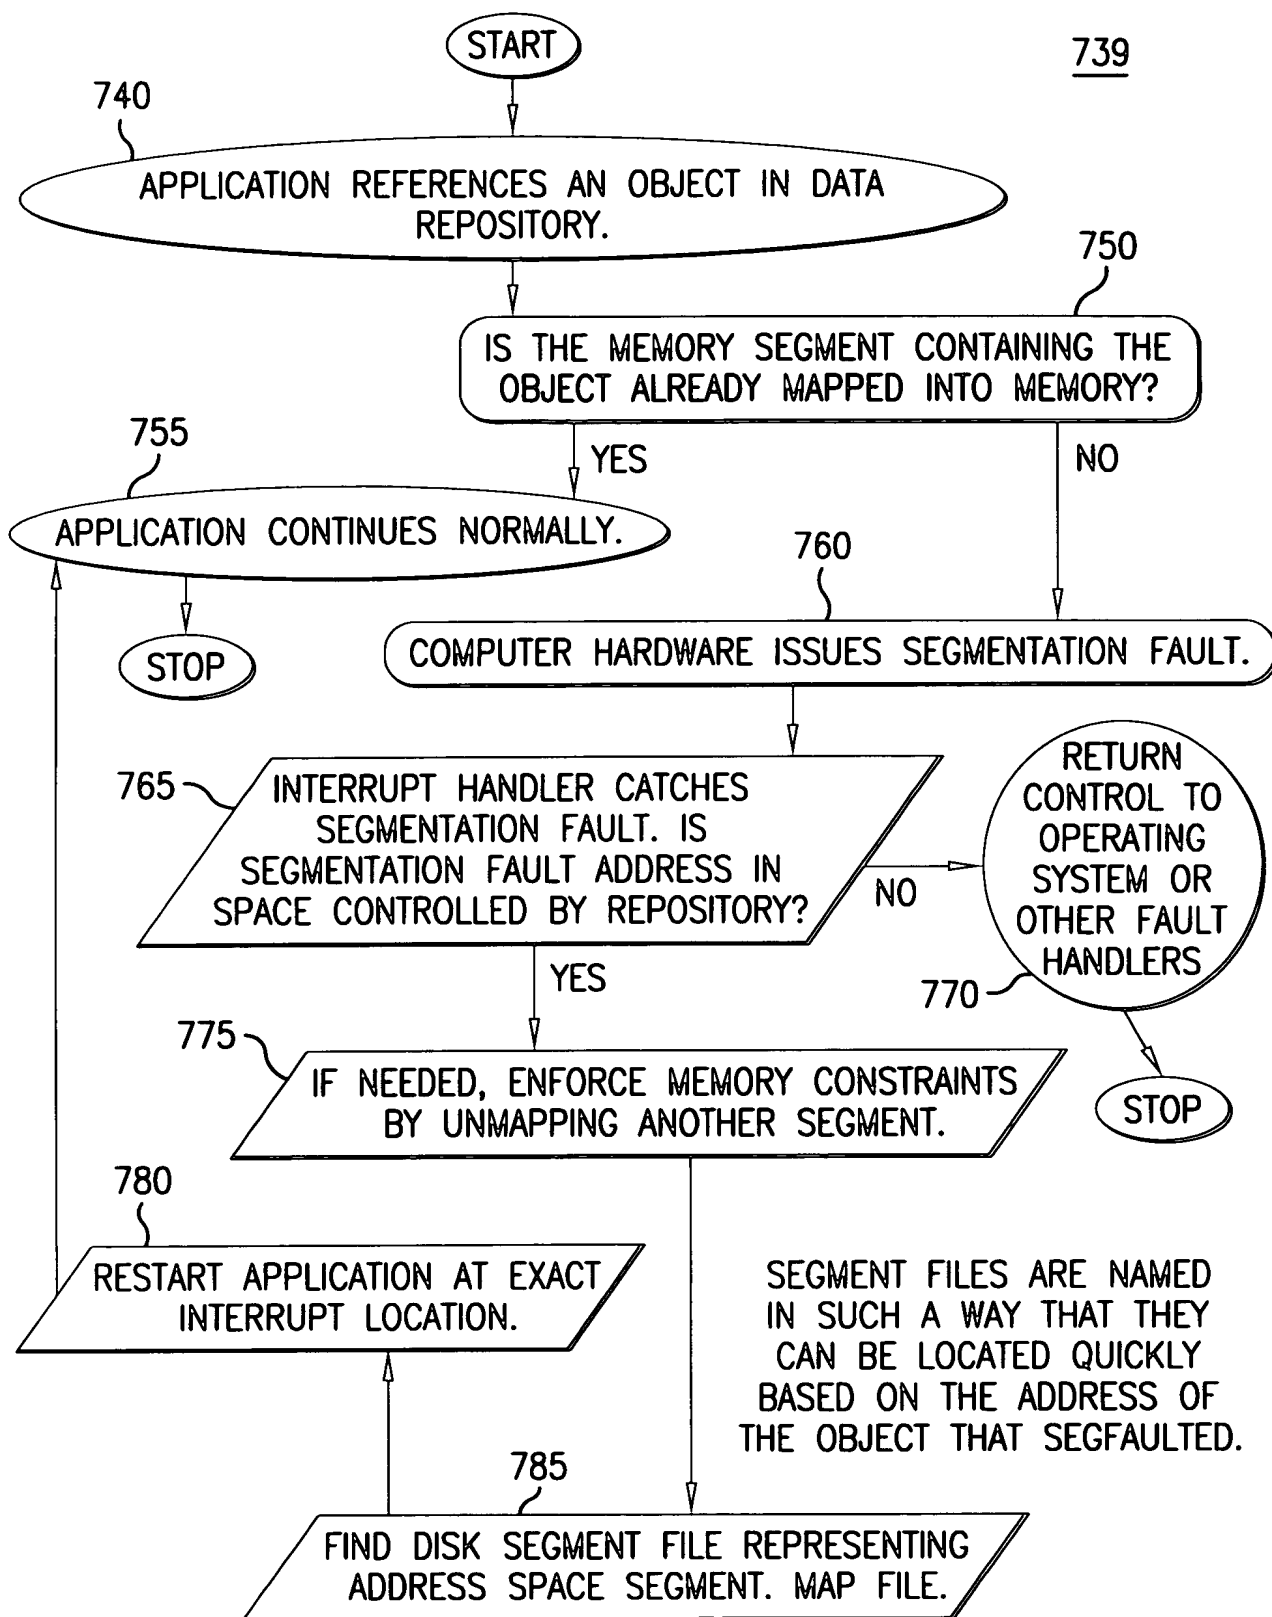 START
739
740
APPLICATION REFERENCES AN OBJECT IN DATA
REPOSITORY.
750
IS THE MEMORY SEGMENT CONTAINING THE
OBJECT ALREADY MAPPED INTO MEMORY?
755
YES
NO
APPLICATION CONTINUES NORMALLY.
760
STOP
COMPUTER HARDWARE ISSUES SEGMENTATION FAULT.
765
INTERRUPT HANDLER CATCHES
SEGMENTATION FAULT. IS
SEGMENTATION FAULT ADDRESS IN
SPACE CONTROLLED BY REPOSITORY?
NO
RETURN
CONTROL TO
OPERATING
SYSTEM OR
OTHER FAULT
HANDLERS
770
YES
775
IF NEEDED, ENFORCE MEMORY CONSTRAINTS
BY UNMAPPING ANOTHER SEGMENT.
STOP
780
RESTART APPLICATION AT EXACT
INTERRUPT LOCATION.
SEGMENT FILES ARE NAMED
IN SUCH A WAY THAT THEY
CAN BE LOCATED QUICKLY
BASED ON THE ADDRESS OF
THE OBJECT THAT SEGFAULTED.
785
FIND DISK SEGMENT FILE REPRESENTING
ADDRESS SPACE SEGMENT. MAP FILE.